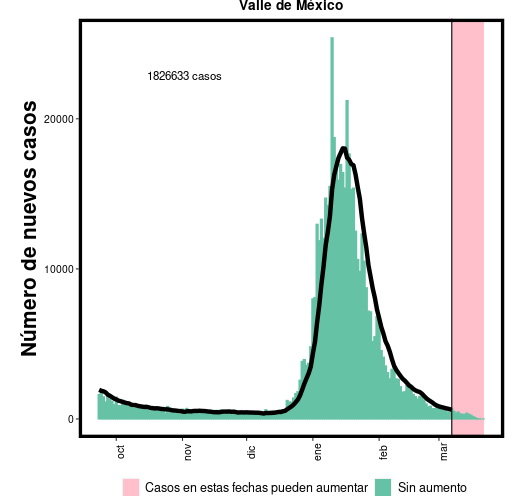 Valle de México
1826633 casos
Número de nuevos casos
20000
10000
0
oct
nov
dic
ene
feb
mar
Casos en estas fechas pueden aumentar
Sin aumento